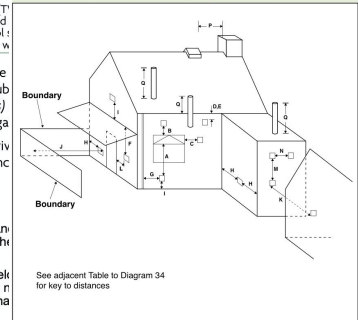 P
Q
Boundary
Q
D,E
Q
I
B
F
C
H
A
J
N
L
M
G
H
H
I
K
Boundary
See adjacent Table to Diagram 34
for key to distances